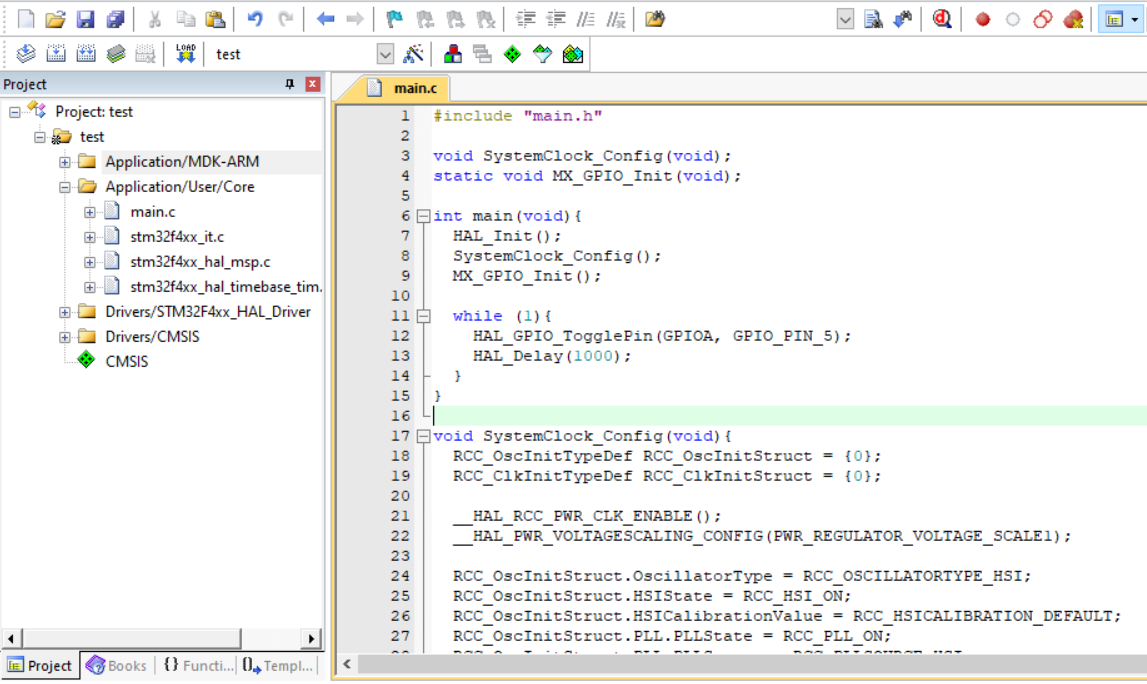 LOAD
test
Project
Project: test
test
Application/MDK-ARM
Application/User/Core
main.c
stm32f4xx_it.c
stm32f4xx_hal_msp.c
stm32f4xx_hal_timebase_tim.
Drivers/STM32F4xx_HAL_Driver
Drivers/CMSIS
CMSIS
Project Books {} Functi... 0 Templ...
main.c
1 #include "main.h"
2
3 void SystemClock_Config(void);
4 static void MX_GPIO_Init(void);
5
6 int main(void){
7 HAL_Init();
8 SystemClock_Config();
9 MX_GPIO_Init();
10
11 while (1){
12 HAL_GPIO_TogglePin(GPIOA, GPIO_PIN_5);
13 HAL_Delay(1000);
14 }
15 }
16
17 void SystemClock_Config(void){
18 RCC_OscInitTypeDef RCC_OscInitStruct = {0};
19 RCC_ClkInitTypeDef RCC_ClkInitStruct = {0};
20
21 __HAL_RCC_PWR_CLK_ENABLE();
22 __HAL_PWR_VOLTAGESCALING_CONFIG(PWR_REGULATOR_VOLTAGE_SCALE1);
23
24 RCC_OscInitStruct.OscillatorType = RCC_OSCILLATORTYPE_HSI;
25 RCC_OscInitStruct.HSIState = RCC_HSI_ON;
26 RCC_OscInitStruct.HSICalibrationValue = RCC_HSICALIBRATION_DEFAULT;
27 RCC_OscInitStruct.PLL.PLLState = RCC_PLL_ON;